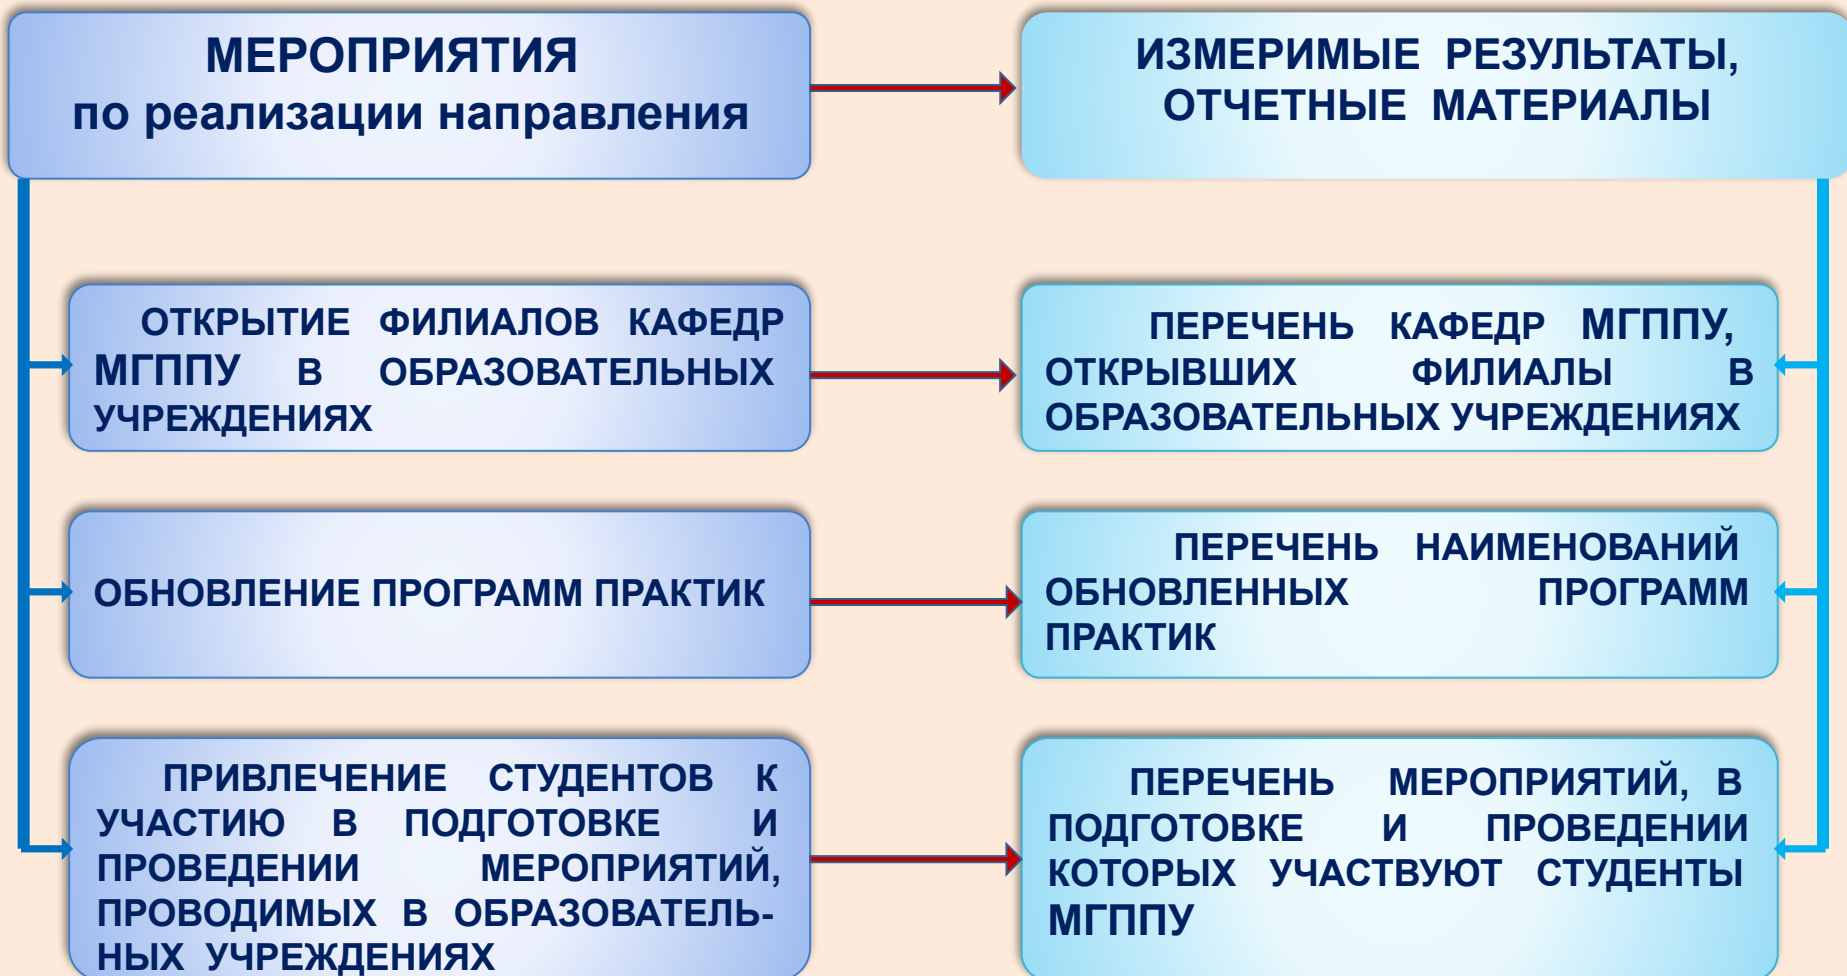 МЕРОПРИЯТИЯ
по реализации направления
ИЗМЕРИМЫЕ РЕЗУЛЬТАТЫ,
ОТЧЕТНЫЕ МАТЕРИАЛЫ
ОТКРЫТИЕ ФИЛИАЛОВ КАФЕДР
МГППУ В ОБРАЗОВАТЕЛЬНЫХ
УЧРЕЖДЕНИЯХ
ПЕРЕЧЕНЬ КАФЕДР МГППУ,
ОТКРЫВШИХ ФИЛИАЛЫ В
ОБРАЗОВАТЕЛЬНЫХ УЧРЕЖДЕНИЯХ
ОБНОВЛЕНИЕ ПРОГРАММ ПРАКТИК
ПЕРЕЧЕНЬ НАИМЕНОВАНИЙ
ОБНОВЛЕННЫХ ПРОГРАММ
ПРАКТИК
ПРИВЛЕЧЕНИЕ СТУДЕНТОВ К
УЧАСТИЮ В ПОДГОТОВКЕ И
ПРОВЕДЕНИИ МЕРОПРИЯТИЙ,
ПРОВОДИМЫХ В ОБРАЗОВАТЕЛЬ-
НЫХ УЧРЕЖДЕНИЯХ
ПЕРЕЧЕНЬ МЕРОПРИЯТИЙ, В
ПОДГОТОВКЕ И ПРОВЕДЕНИИ
КОТОРЫХ УЧАСТВУЮТ СТУДЕНТЫ
МГППУ